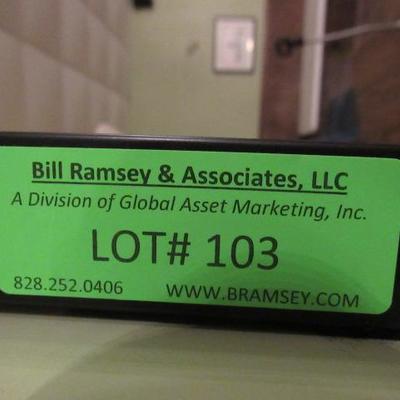 Bill Ramsey & Associates, LLC
A Division of Global Asset Marketing, Inc.
LOT# 103
828.252.0406 WWW.BRAMSEY.COM